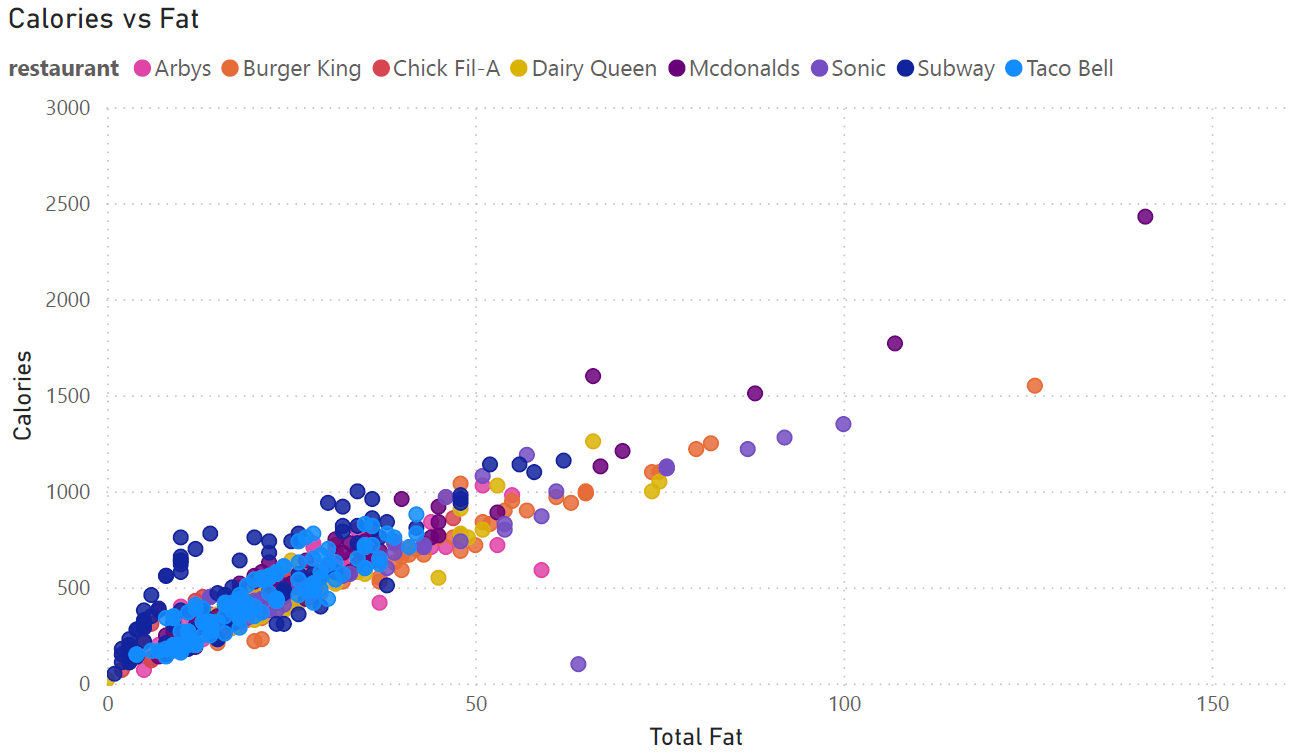 Calories vs Fat
restaurant Arbys Burger King Chick Fil-A Dairy Queen Mcdonalds Sonic Subway Taco Bell
3000
2500
2000
1500
1000
500
0
Calories
0 50 100 150
Total Fat